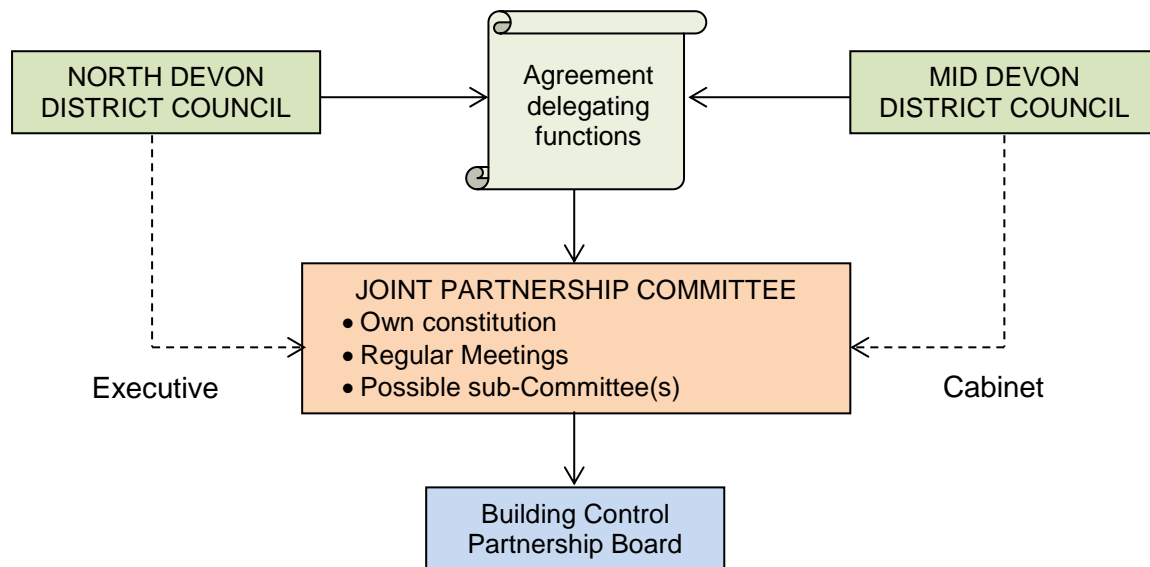 NORTH DEVON
DISTRICT COUNCIL
Agreement
delegating
functions
MID DEVON
DISTRICT COUNCIL
JOINT PARTNERSHIP COMMITTEE
• Own constitution
• Regular Meetings
• Possible sub-Committee(s)
Executive
Cabinet
Building Control
Partnership Board